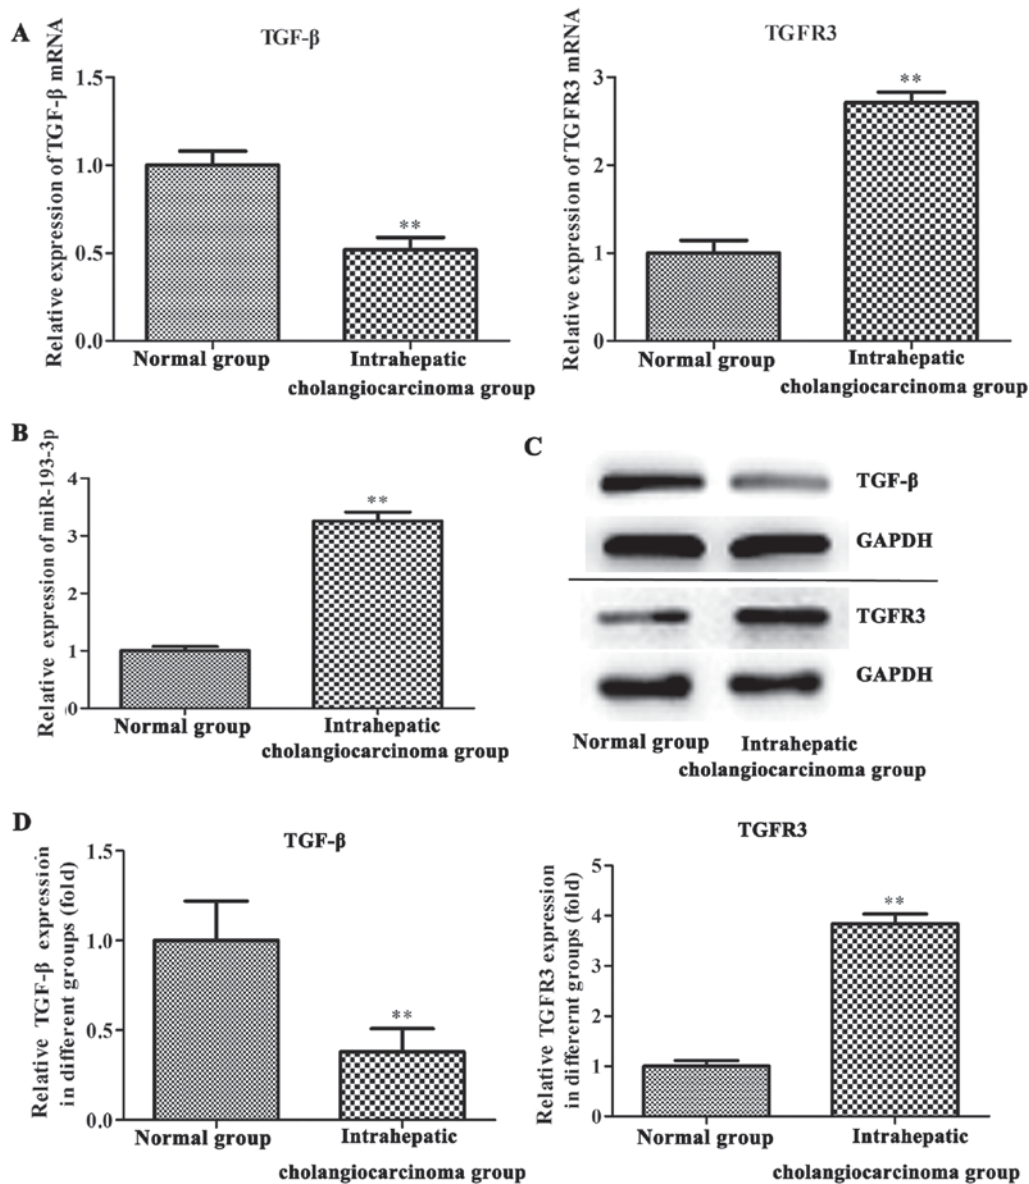 A
TGF-β
Relative expression of TGF-β mRNA
1.5
1.0
0.5
0.0
**
Normal group
Intrahepatic
cholangiocarcinoma group
TGFR3
Relative expression of TGFR3 mRNA
3
2
1
0
**
Normal group
Intrahepatic
cholangiocarcinoma group
B
Relative expression of miR-193-3p
4
3
2
1
0
**
Normal group
Intrahepatic
cholangiocarcinoma group
C
TGF-β
GAPDH
TGFR3
GAPDH
Normal group
Intrahepatic
cholangiocarcinoma group
D
TGF-β
Relative TGF-β expression
in different groups (fold)
1.5
1.0
0.5
0.0
**
Normal group
Intrahepatic
cholangiocarcinoma group
TGFR3
Relative TGFR3 expression
in differernt groups (fold)
5
4
3
2
1
0
**
Normal group
Intrahepatic
cholangiocarcinoma group